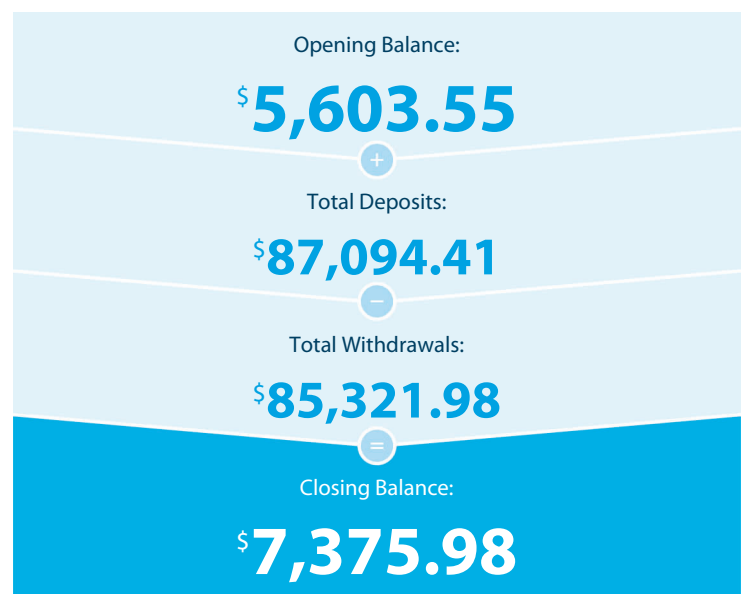 Opening Balance:
$5,603.55
+
Total Deposits:
$87,094.41
−
Total Withdrawals:
$85,321.98
=
Closing Balance:
$7,375.98